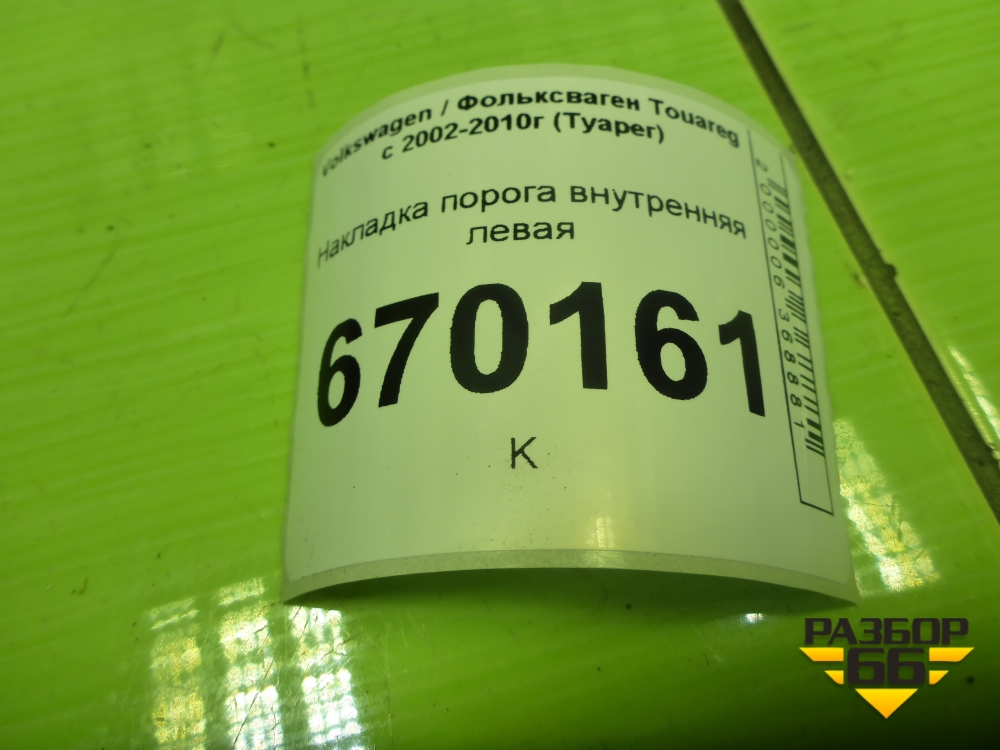 Volkswagen / Фольксваген Touareg
с 2002-2010г (Туарег)
Накладка порога внутренняя
левая
670161
К
2000006368881
РАЗБОР
66